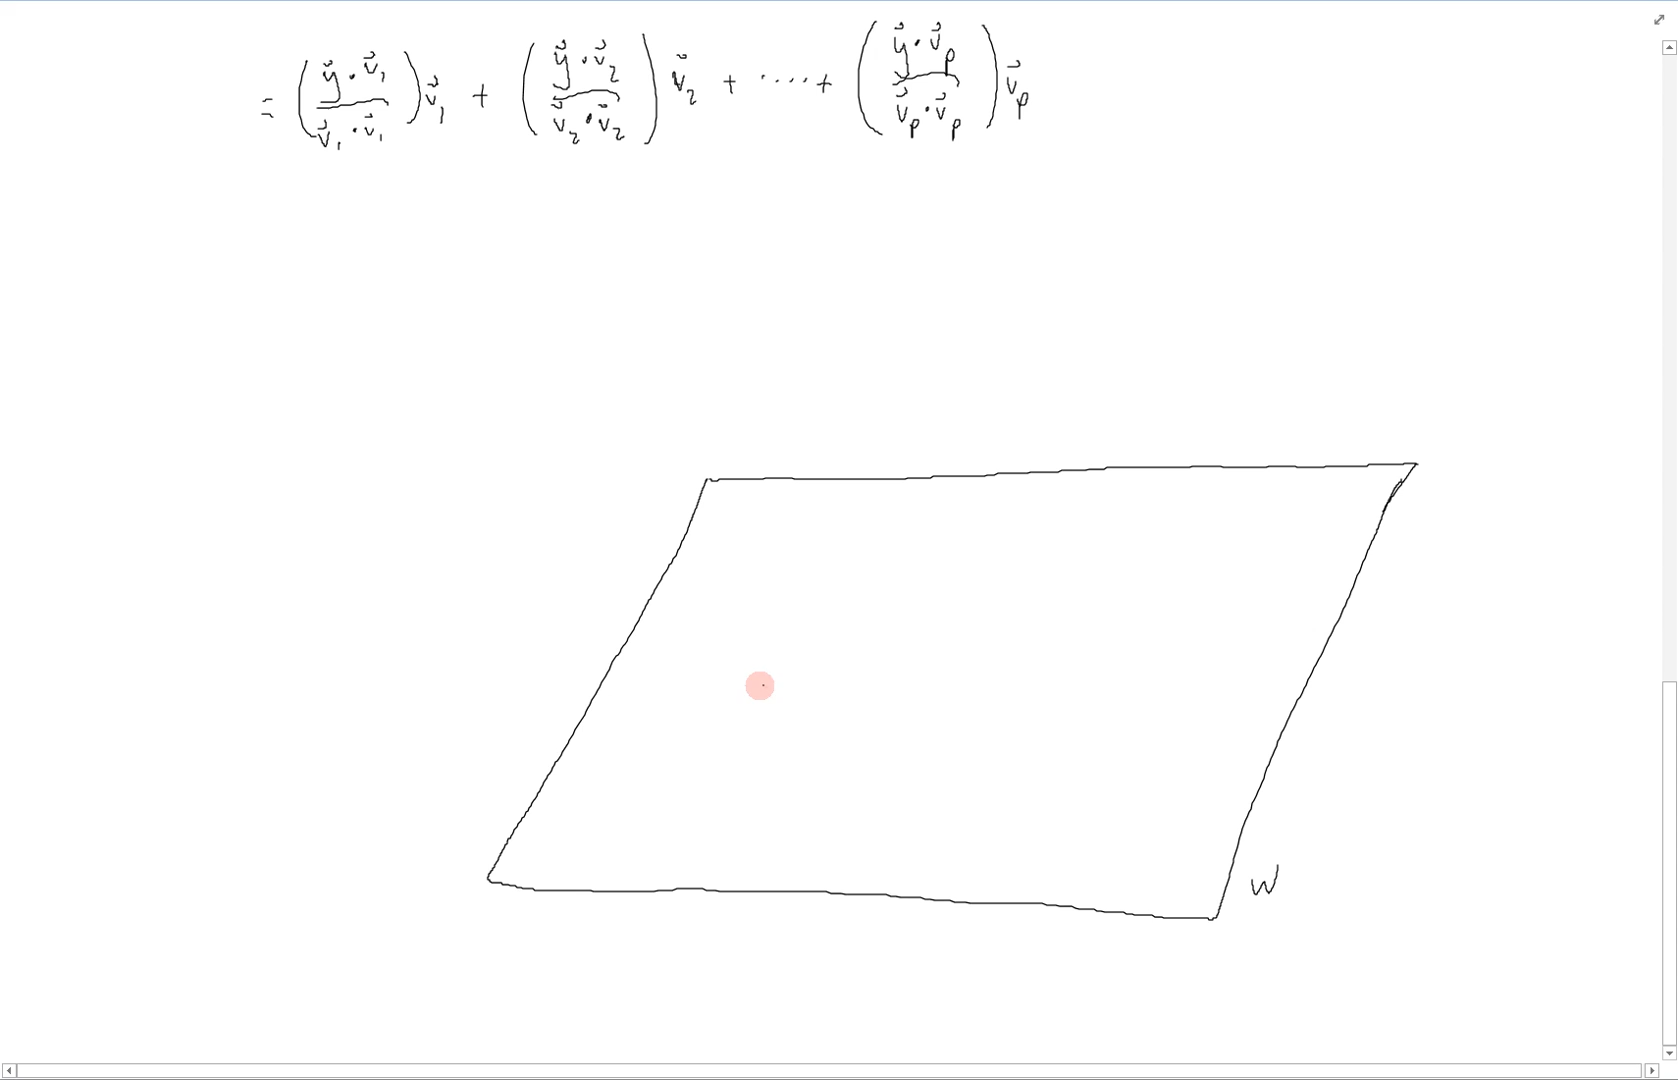 = (y⃗ · v⃗₁ / v⃗₁ · v⃗₁) v⃗₁ + (y⃗ · v⃗₂ / v⃗₂ · v⃗₂) v⃗₂ + ····· + (y⃗ · v⃗ₚ / v⃗ₚ · v⃗ₚ) v⃗ₚ
W